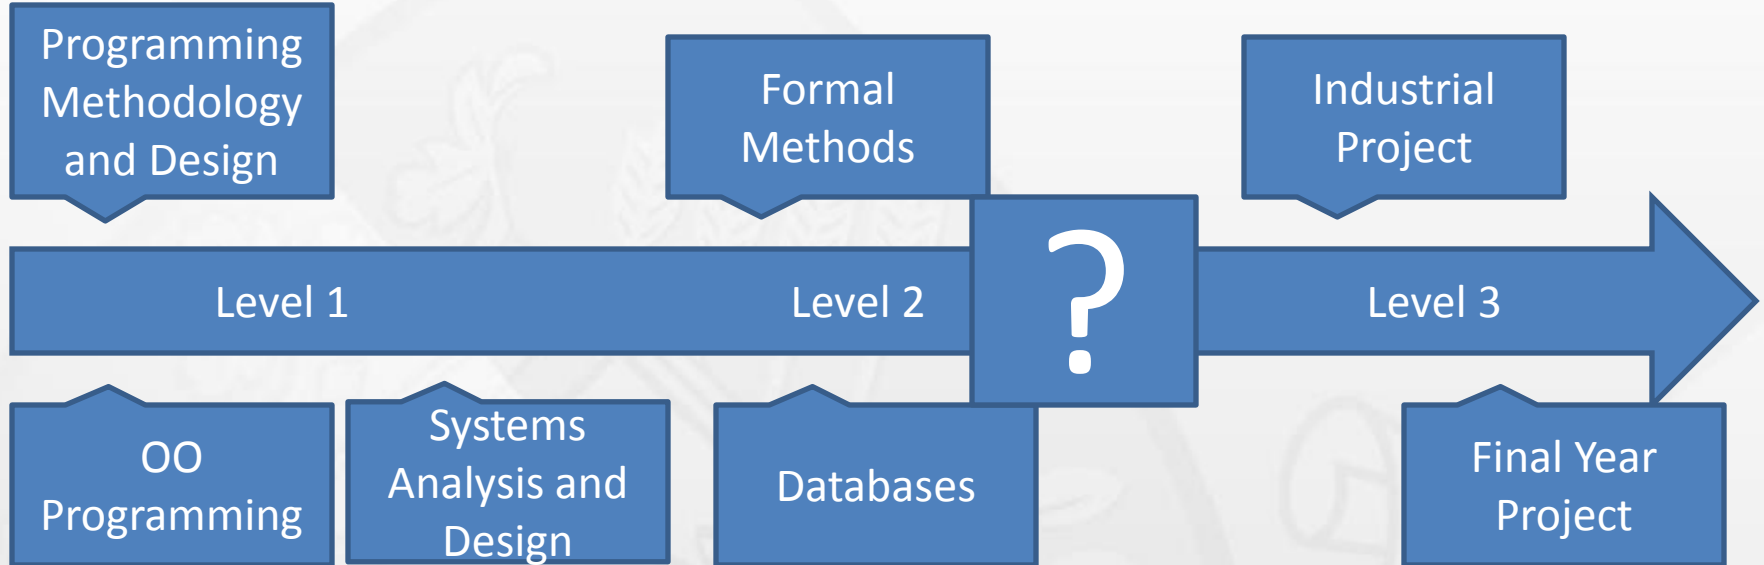 Programming
Methodology
and Design
Formal
Methods
Industrial
Project
Level 1
Level 2
?
Level 3
OO
Programming
Systems
Analysis and
Design
Databases
Final Year
Project